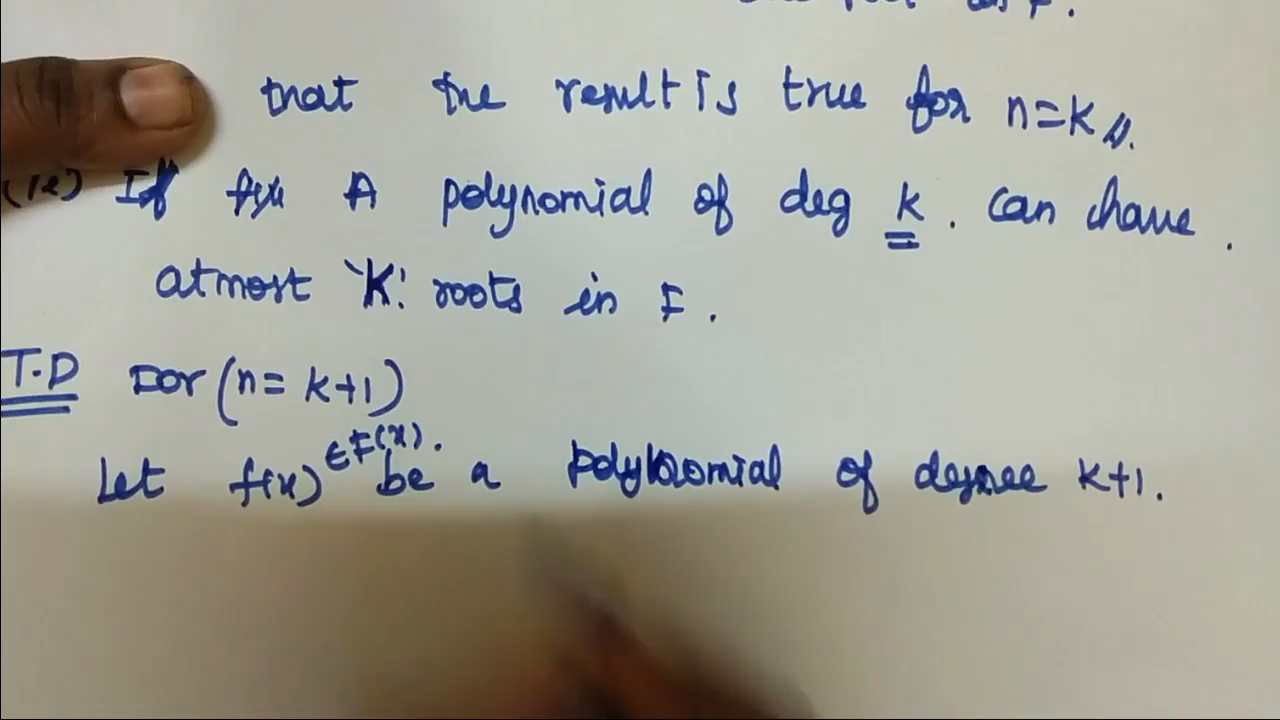 that the result is true for n=k//.
(ie) If f(x) A polynomial of deg k. can have.
atmost 'K' roots in F.
T.D For (n= k+1)
Let f(x) ∈F(x). be a polynomial of degree k+1.